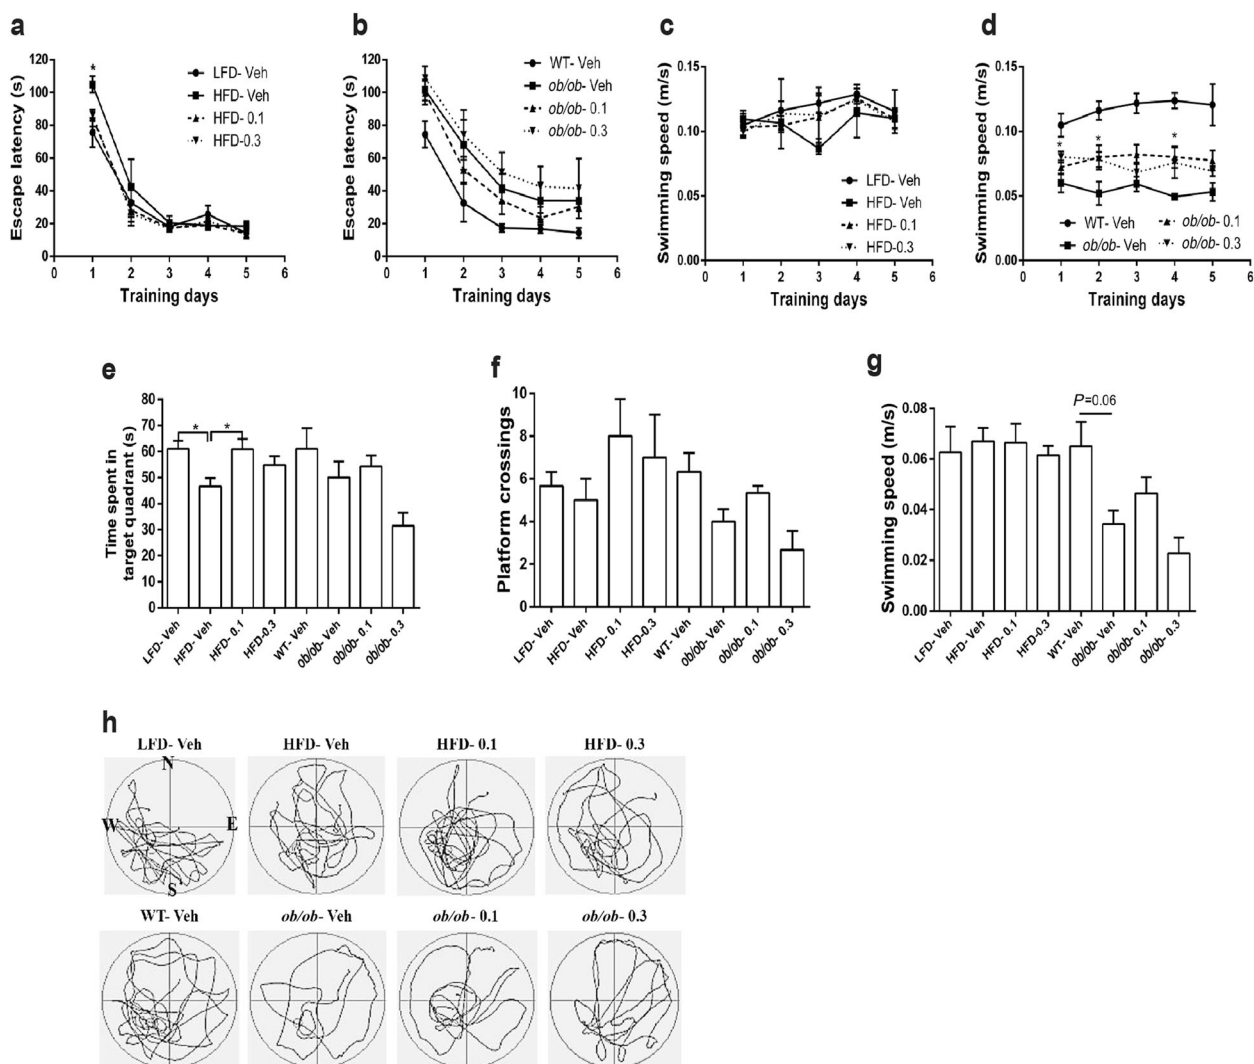 a
Escape latency (s)
120
100
80
60
40
20
0
*
LFD- Veh
HFD- Veh
HFD- 0.1
HFD-0.3
0 1 2 3 4 5 6
Training days
b
Escape latency (s)
120
100
80
60
40
20
0
WT- Veh
ob/ob- Veh
ob/ob- 0.1
ob/ob- 0.3
0 1 2 3 4 5 6
Training days
c
Swimming speed (m/s)
0.15
0.10
0.05
0.00
LFD- Veh
HFD- Veh
HFD- 0.1
HFD-0.3
0 1 2 3 4 5 6
Training days
d
Swimming speed (m/s)
0.15
0.10
0.05
0.00
* * *
WT- Veh
ob/ob- Veh
ob/ob- 0.1
ob/ob- 0.3
0 1 2 3 4 5 6
Training days
e
Time spent in
target quadrant (s)
80
70
60
50
40
30
20
10
0
* *
LFD- Veh
HFD- Veh
HFD- 0.1
HFD-0.3
WT- Veh
ob/ob- Veh
ob/ob- 0.1
ob/ob- 0.3
f
Platform crossings
10
8
6
4
2
0
LFD- Veh
HFD- Veh
HFD- 0.1
HFD-0.3
WT- Veh
ob/ob- Veh
ob/ob- 0.1
ob/ob- 0.3
g
Swimming speed (m/s)
0.08
0.06
0.04
0.02
0.00
P=0.06
LFD- Veh
HFD- Veh
HFD- 0.1
HFD-0.3
WT- Veh
ob/ob- Veh
ob/ob- 0.1
ob/ob- 0.3
h
LFD- Veh
HFD- Veh
HFD- 0.1
HFD- 0.3
N
W
E
S
WT- Veh
ob/ob- Veh
ob/ob- 0.1
ob/ob- 0.3